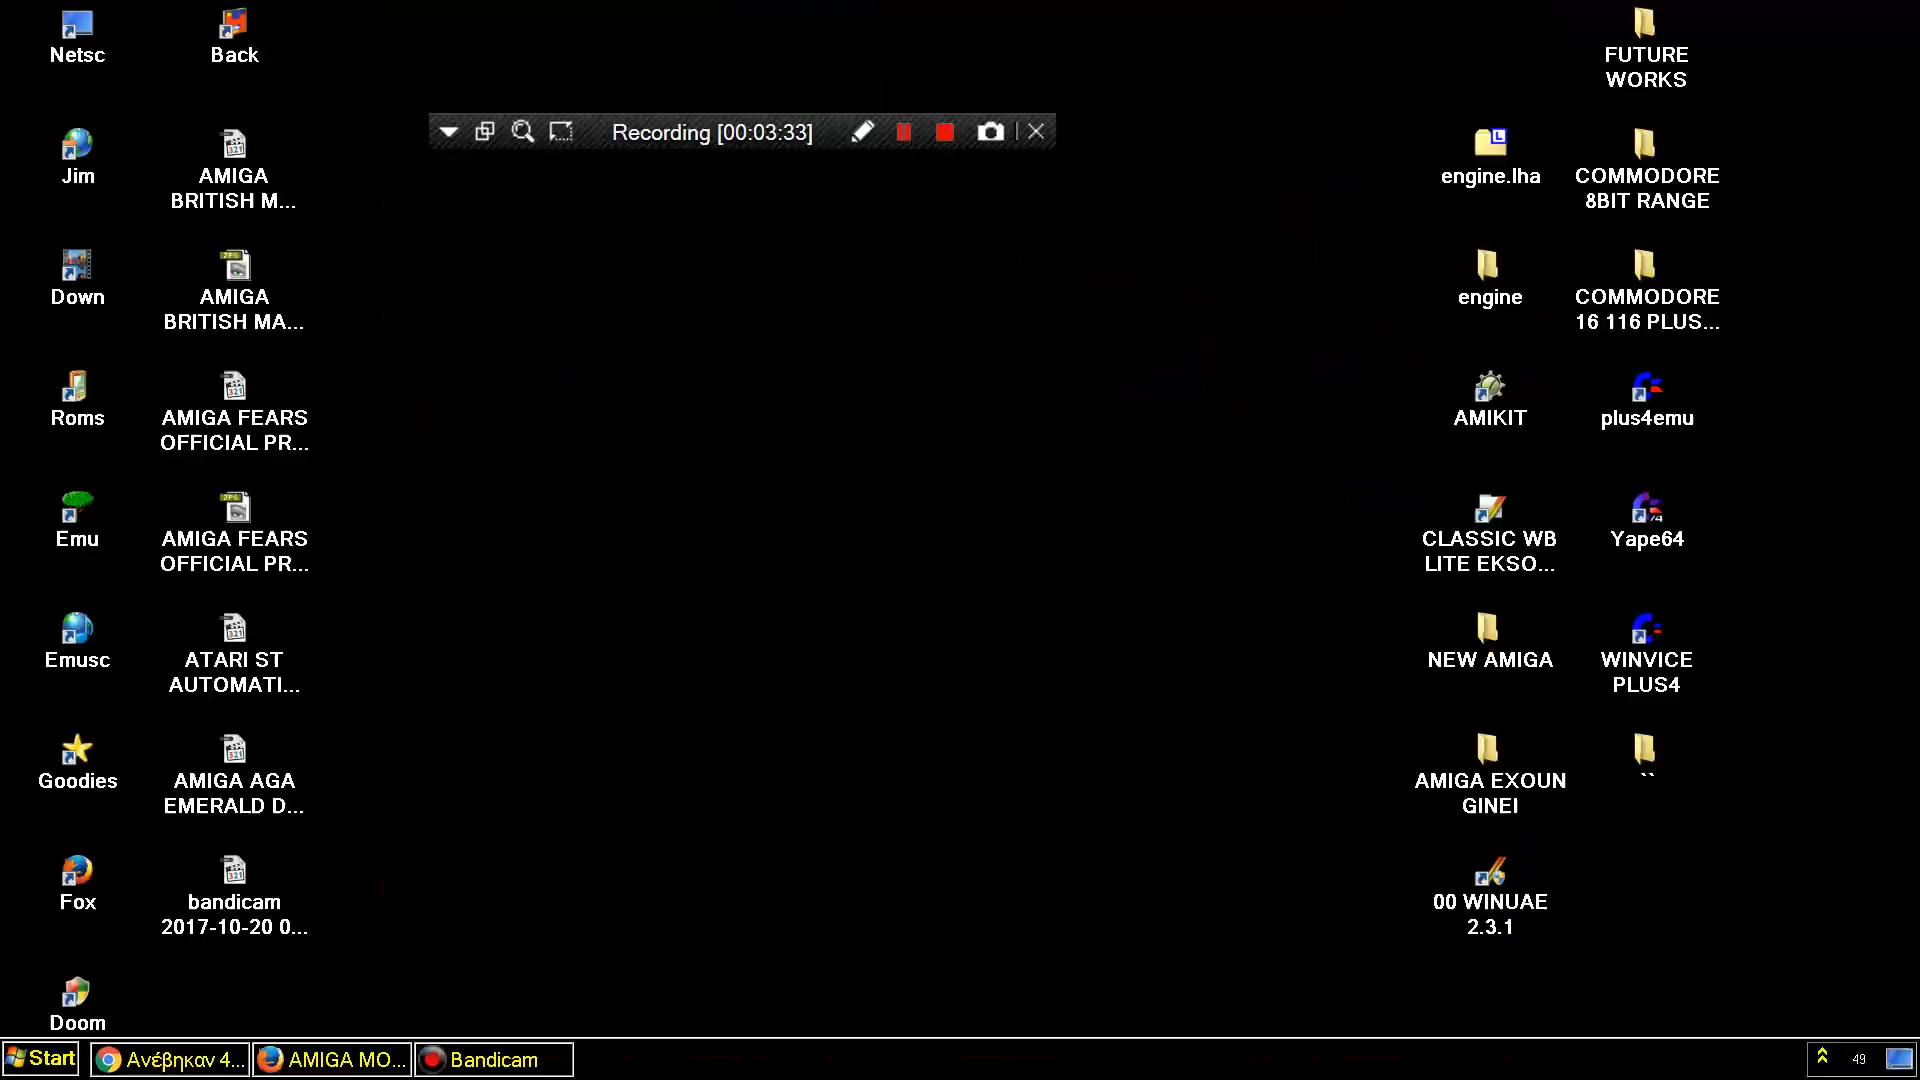 Netsc
Back
FUTURE
WORKS
Recording [00:03:33]
Jim
AMIGA
BRITISH M...
engine.lha
COMMODORE
8BIT RANGE
Down
AMIGA
BRITISH MA...
engine
COMMODORE
16 116 PLUS...
Roms
AMIGA FEARS
OFFICIAL PR...
AMIKIT
plus4emu
Emu
AMIGA FEARS
OFFICIAL PR...
CLASSIC WB
LITE EKSO...
Yape64
Emusc
ATARI ST
AUTOMATI...
NEW AMIGA
WINVICE
PLUS4
Goodies
AMIGA AGA
EMERALD D...
AMIGA EXOUN
GINEI
``
Fox
bandicam
2017-10-20 0...
00 WINUAE
2.3.1
Doom
Start
Ανέβηκαν 4...
AMIGA MO...
Bandicam
49